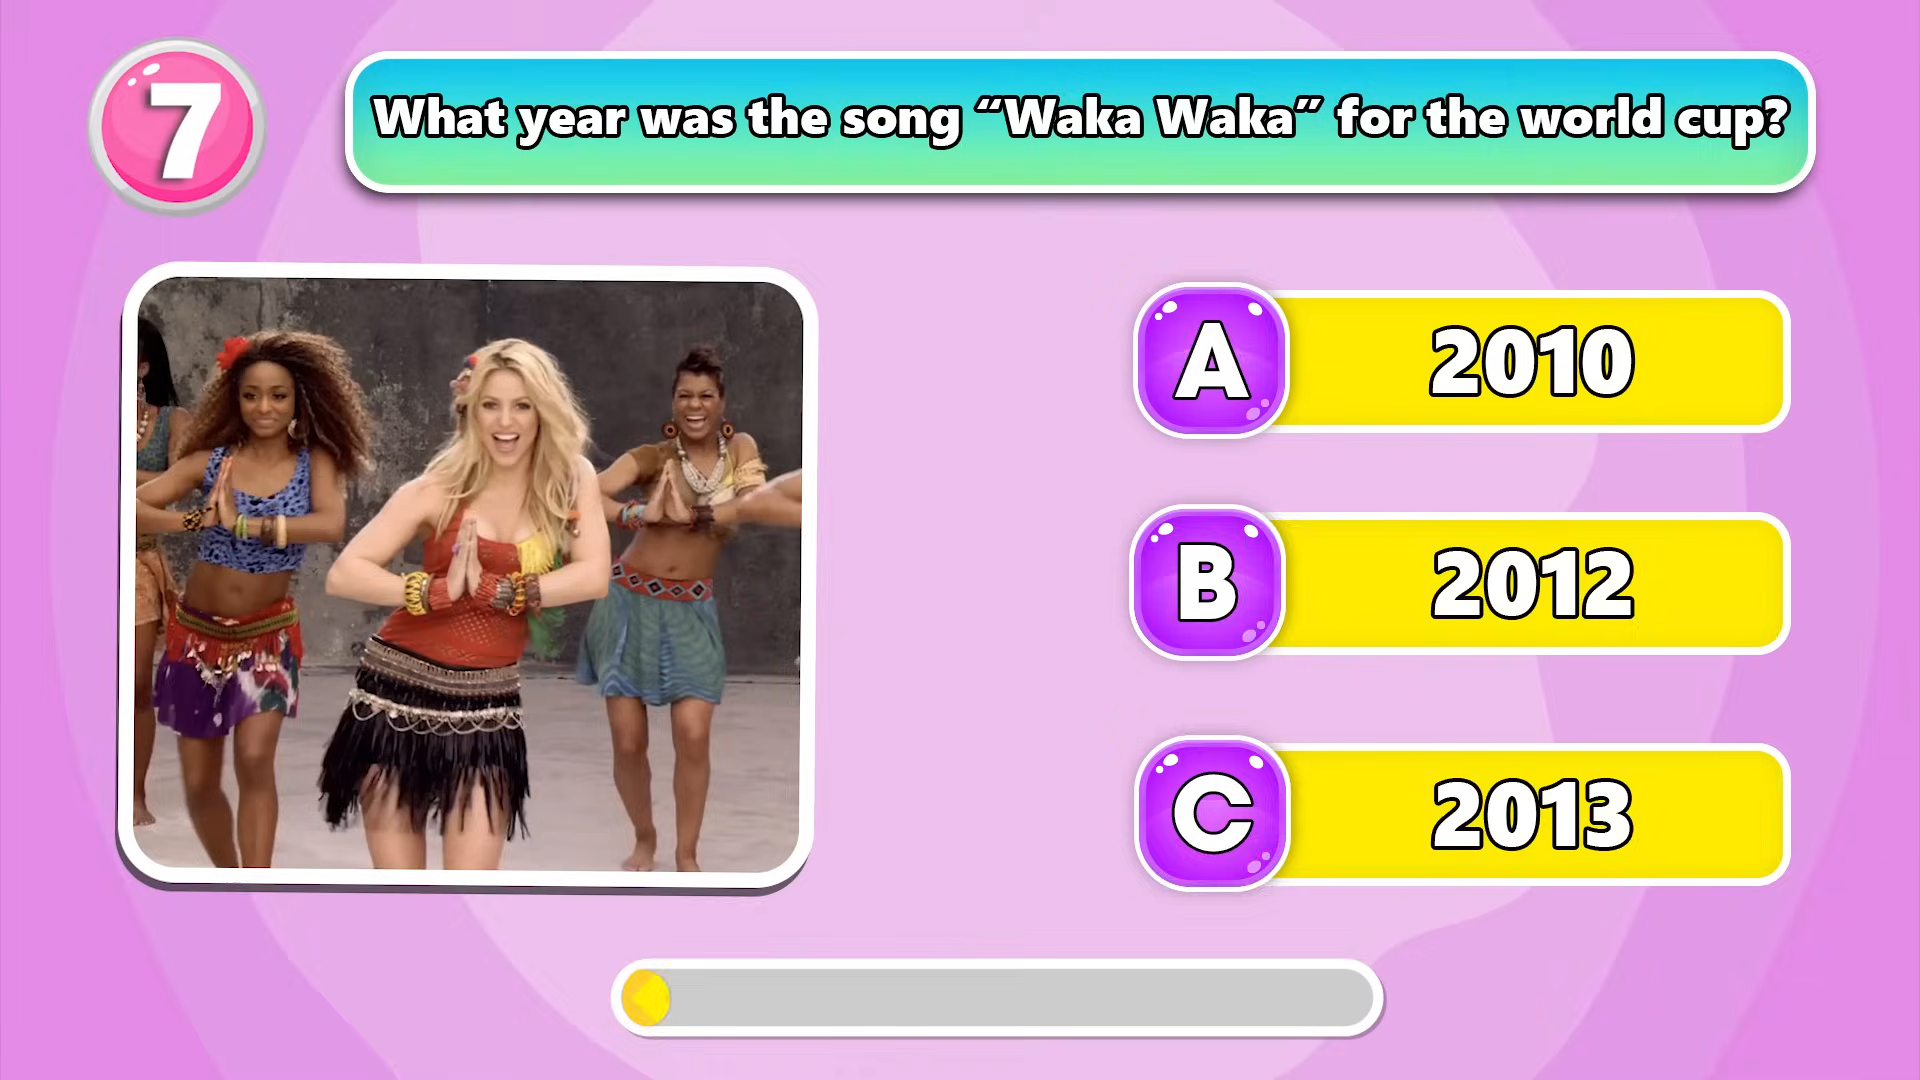 7
What year was the song “Waka Waka” for the world cup?
A 2010
B 2012
C 2013